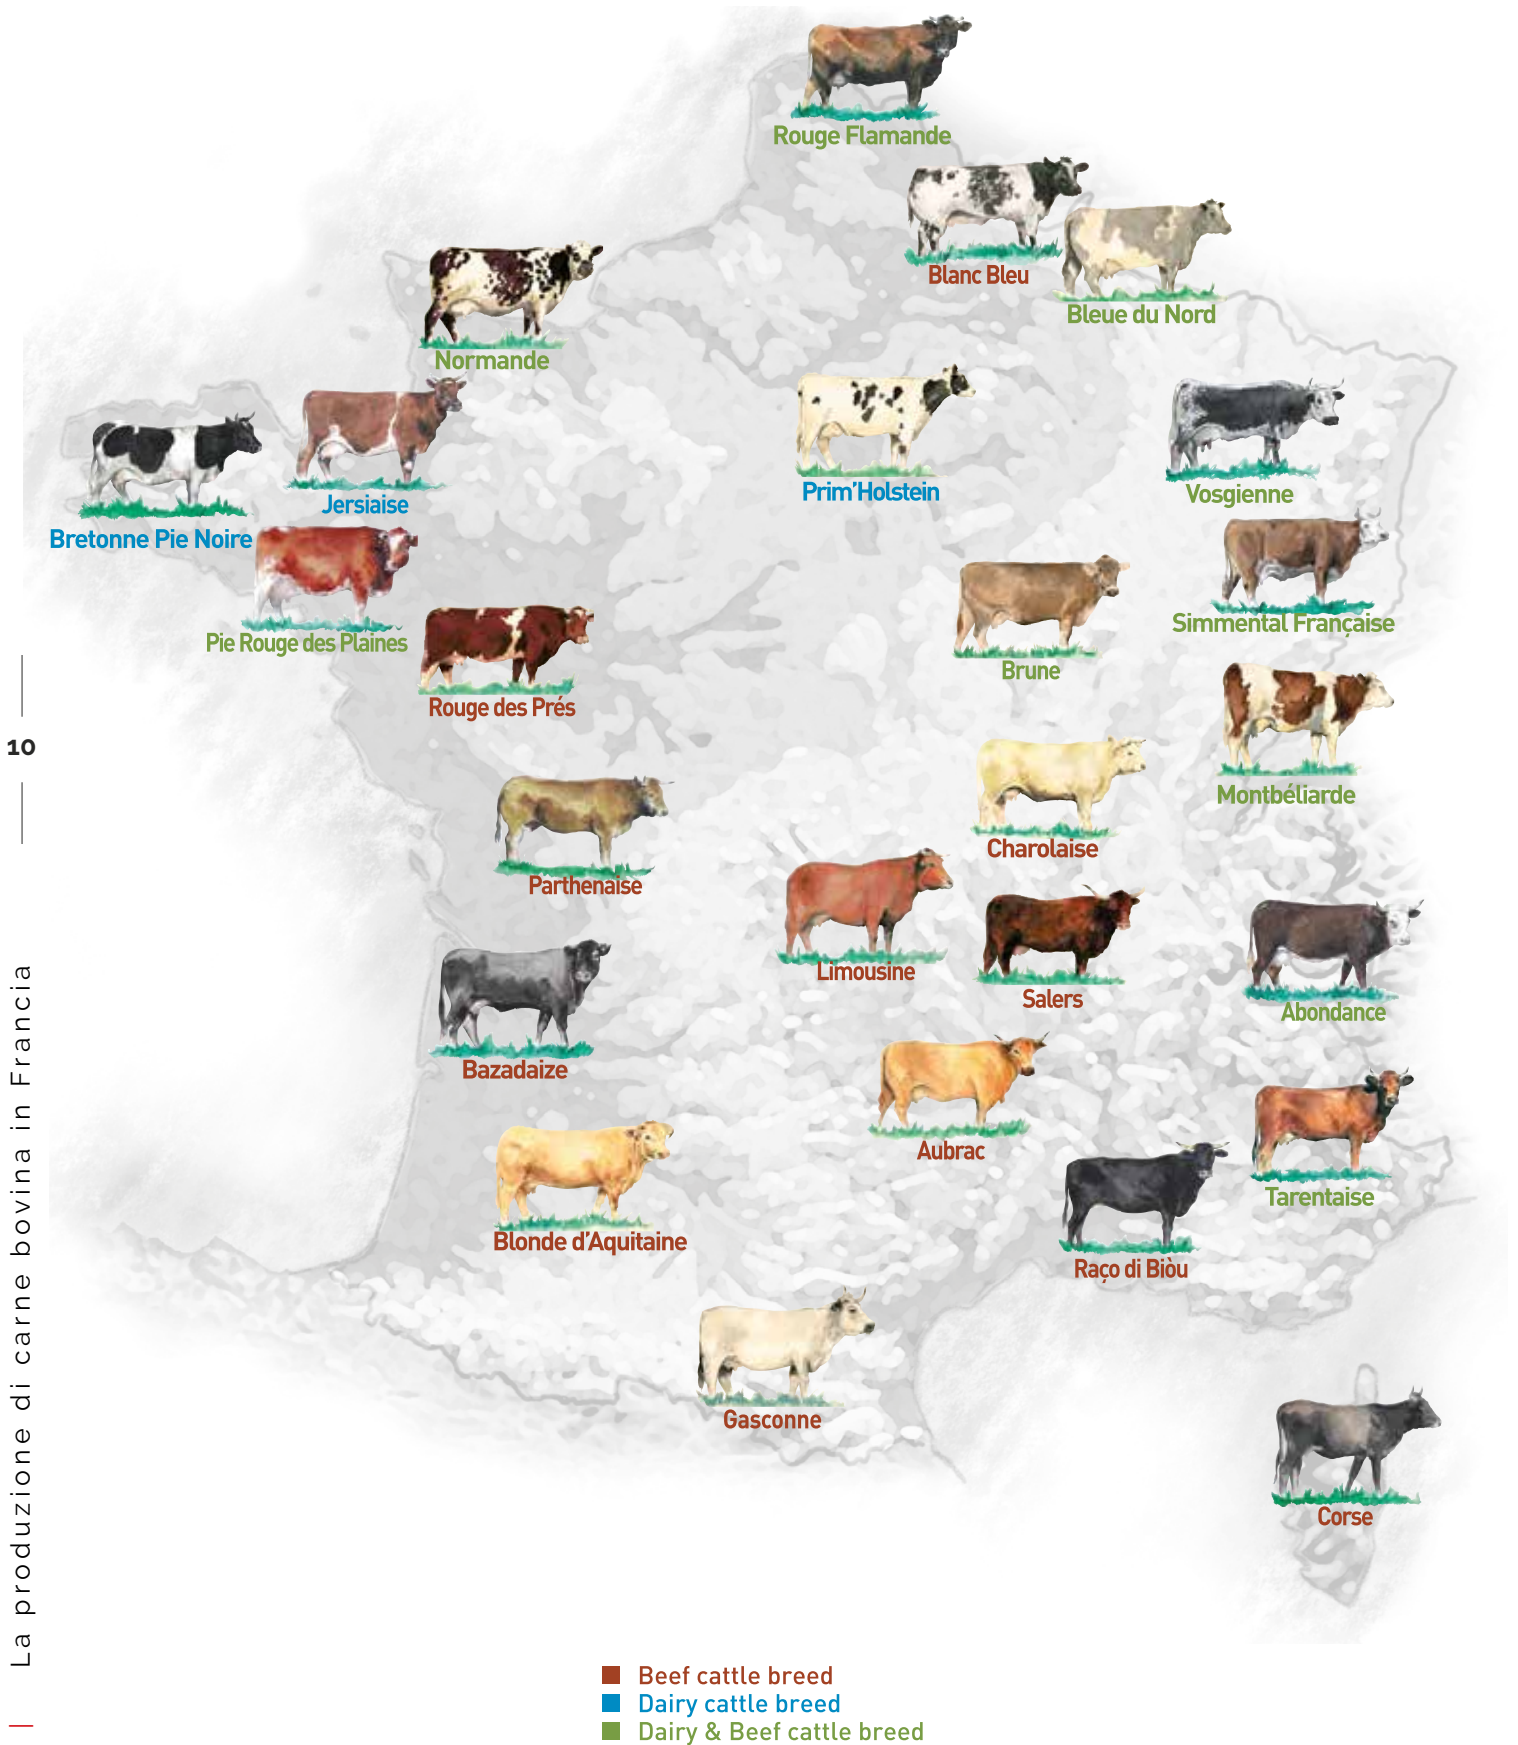 Rouge Flamande
Blanc Bleu
Bleue du Nord
Normande
Jersiaise
Prim'Holstein
Vosgienne
Bretonne Pie Noire
Simmental Française
Pie Rouge des Plaines
Brune
Rouge des Prés
Montbéliarde
Charolaise
Parthenaise
Limousine
Salers
Abondance
Bazadaize
Aubrac
Tarentaise
Blonde d'Aquitaine
Raço di Biòu
Gasconne
Corse
10
La produzione di carne bovina in Francia
Beef cattle breed
Dairy cattle breed
Dairy & Beef cattle breed